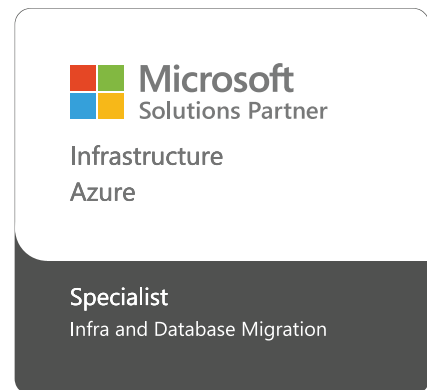 Microsoft
Solutions Partner
Infrastructure
Azure
Specialist
Infra and Database Migration